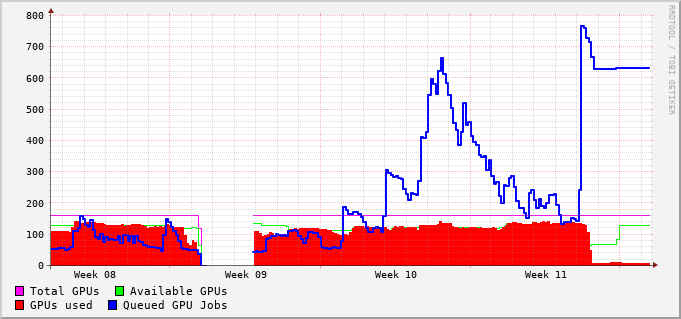 800
700
600
500
400
300
200
100
0
Week 08 Week 09 Week 10 Week 11
Total GPUs Available GPUs
GPUs used Queued GPU Jobs
RRDTOOL / TOBI OETIKER